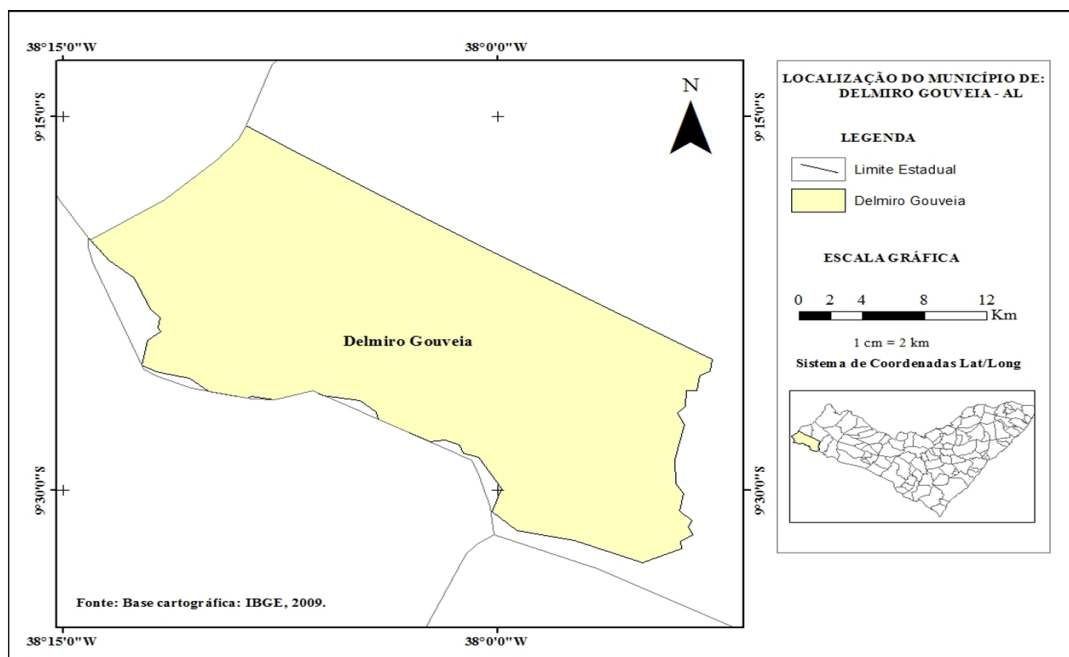 38°15'0"W
38°0'0"W
9°15'0"S
9°15'0"S
N
Delmiro Gouveia
9°30'0"S
9°30'0"S
Fonte: Base cartográfica: IBGE, 2009.
38°15'0"W
38°0'0"W
LOCALIZAÇÃO DO MUNICÍPIO DE:
DELMIRO GOUVEIA - AL
LEGENDA
Limite Estadual
Delmiro Gouveia
ESCALA GRÁFICA
0 2 4 8 12
Km
1 cm = 2 km
Sistema de Coordenadas Lat/Long